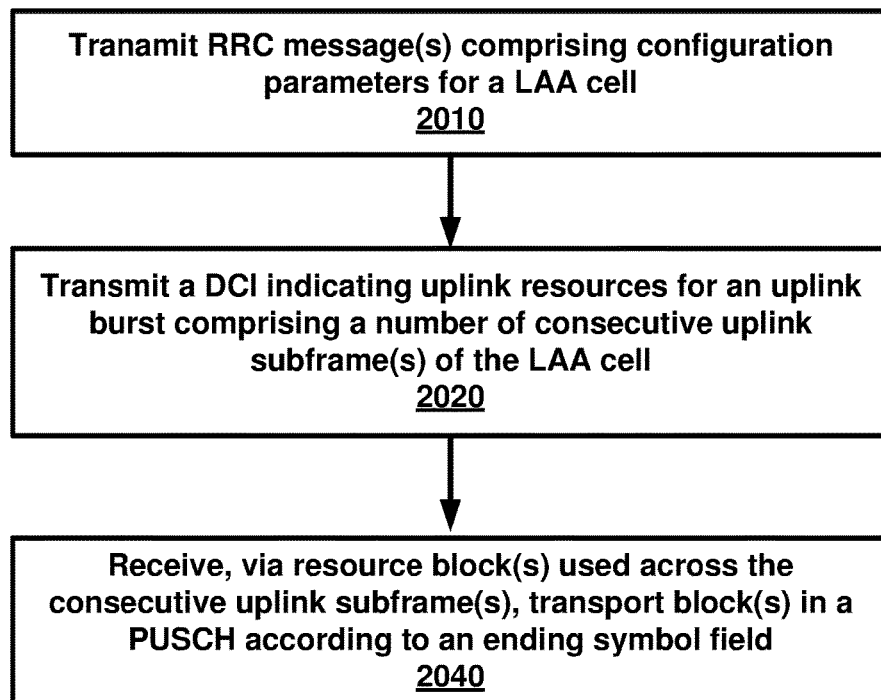 Tranamit RRC message(s) comprising configuration
parameters for a LAA cell
2010
Transmit a DCI indicating uplink resources for an uplink
burst comprising a number of consecutive uplink
subframe(s) of the LAA cell
2020
Receive, via resource block(s) used across the
consecutive uplink subframe(s), transport block(s) in a
PUSCH according to an ending symbol field
2040